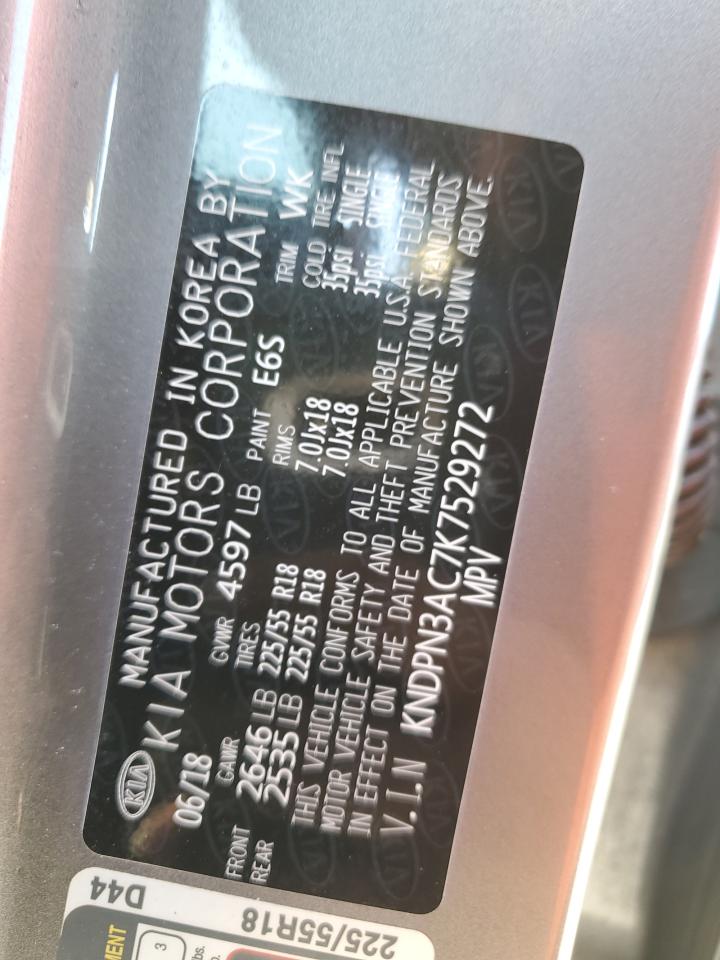 KIA MANUFACTURED IN KOREA BY
KIA MOTORS CORPORATION
06/18 GVWR 4597 LB PAINT E6S TRIM WK
GAWR TIRES RIMS COLD TIRE INFL
FRONT 2646 LB 225/55 R18 7.0Jx18 35psi SINGLE
REAR 2535 LB 225/55 R18 7.0Jx18 35psi SINGLE
THIS VEHICLE CONFORMS TO ALL APPLICABLE U.S.A. FEDERAL
MOTOR VEHICLE SAFETY AND THEFT PREVENTION STANDARDS
IN EFFECT ON THE DATE OF MANUFACTURE SHOWN ABOVE.
V.I.N KNDPN3AC7K7529272
MPV
D44
225/55R18
MENT
3
lbs.